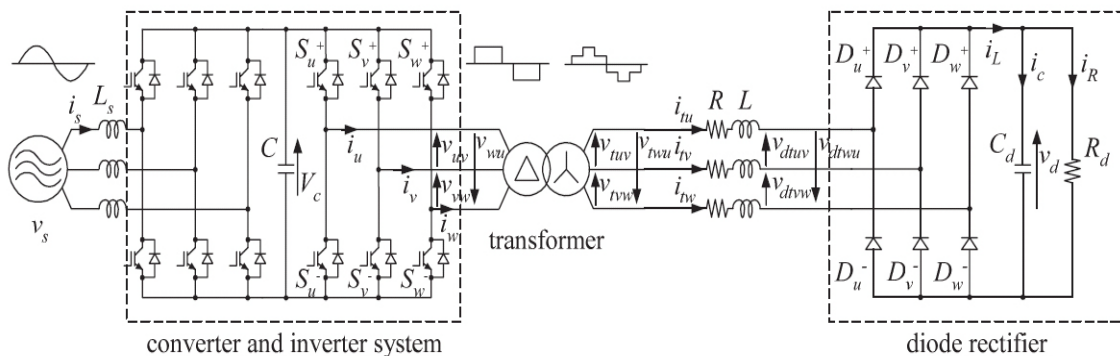 S_u^+ S_v^+ S_w^+
D_u^+ D_v^+ D_w^+
i_L
i_c
i_R
i_s
L_s
v_s
C
V_c
i_u
i_v
i_w
v_uv
v_wu
v_vw
Δ
transformer
v_tuv
v_twu
v_tvw
i_tu
R
L
i_tv
i_tw
v_dtuv
v_dtwu
v_dtvw
C_d
v_d
R_d
S_u^- S_v^- S_w^-
D_u^- D_v^- D_w^-
converter and inverter system
diode rectifier